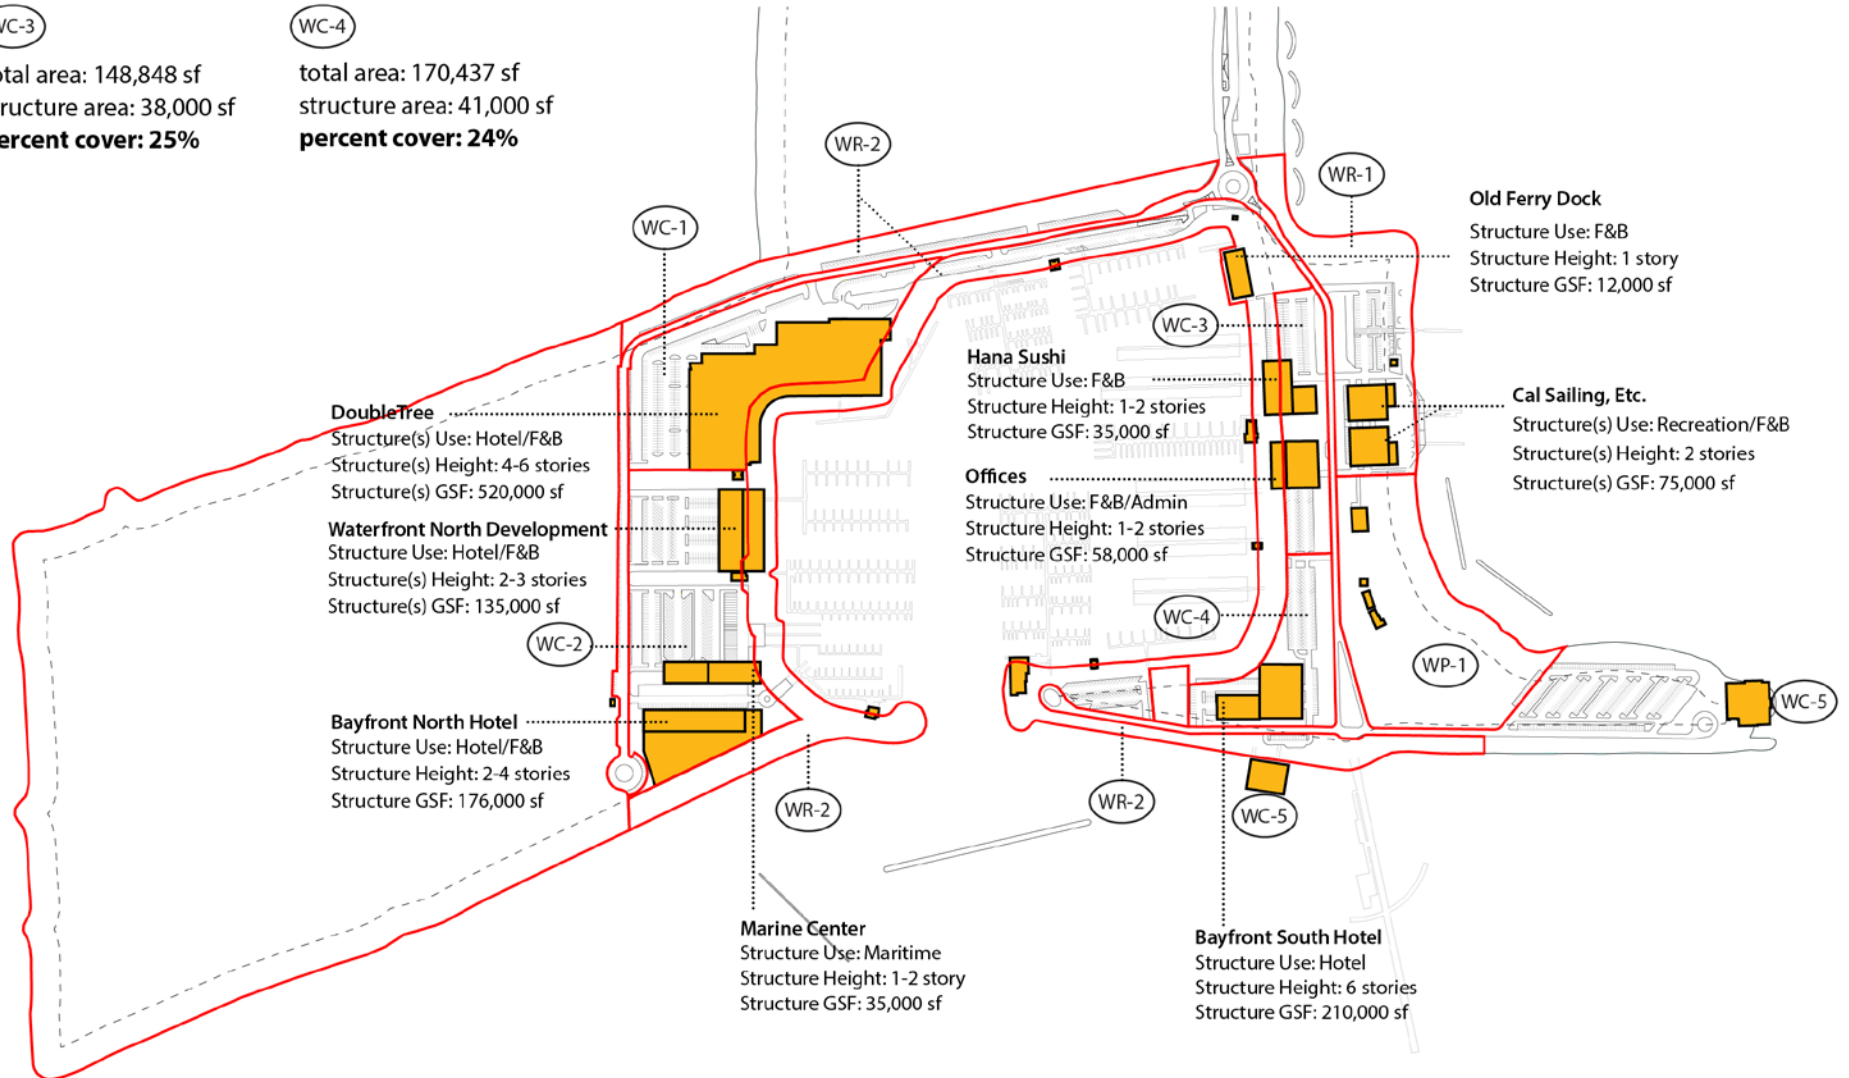 WC-3
otal area: 148,848 sf
ructure area: 38,000 sf
ercent cover: 25%
WC-4
total area: 170,437 sf
structure area: 41,000 sf
percent cover: 24%
WR-2
WC-1
WR-1
Old Ferry Dock
Structure Use: F&B
Structure Height: 1 story
Structure GSF: 12,000 sf
WC-3
Hana Sushi
Structure Use: F&B
Structure Height: 1-2 stories
Structure GSF: 35,000 sf
Cal Sailing, Etc.
Structure(s) Use: Recreation/F&B
Structure(s) Height: 2 stories
Structure(s) GSF: 75,000 sf
DoubleTree
Structure(s) Use: Hotel/F&B
Structure(s) Height: 4-6 stories
Structure(s) GSF: 520,000 sf
Offices
Structure Use: F&B/Admin
Structure Height: 1-2 stories
Structure GSF: 58,000 sf
Waterfront North Development
Structure Use: Hotel/F&B
Structure(s) Height: 2-3 stories
Structure(s) GSF: 135,000 sf
WC-2
WC-4
WP-1
WC-5
Bayfront North Hotel
Structure Use: Hotel/F&B
Structure Height: 2-4 stories
Structure GSF: 176,000 sf
WR-2
WR-2
WC-5
Marine Center
Structure Use: Maritime
Structure Height: 1-2 story
Structure GSF: 35,000 sf
Bayfront South Hotel
Structure Use: Hotel
Structure Height: 6 stories
Structure GSF: 210,000 sf